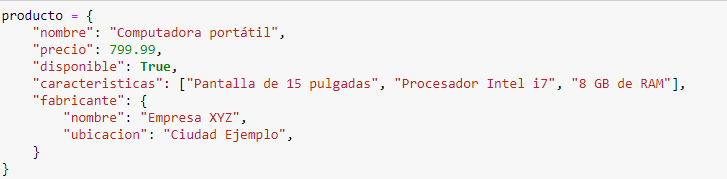 producto = {
    "nombre": "Computadora portátil",
    "precio": 799.99,
    "disponible": True,
    "caracteristicas": ["Pantalla de 15 pulgadas", "Procesador Intel i7", "8 GB de RAM"],
    "fabricante": {
        "nombre": "Empresa XYZ",
        "ubicacion": "Ciudad Ejemplo",
    }
}